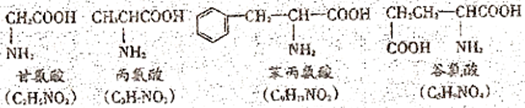 CH₂COOH CH₃CHCOOH CH₂—CH—COOH CH₂CH₂—CHCOOH
NH₂ NH₂ NH₂ COOH NH₂
甘氨酸 丙氨酸 苯丙氨酸 谷氨酸
(C₂H₅NO₂) (C₃H₇NO₂) (C₉H₁₁NO₂)